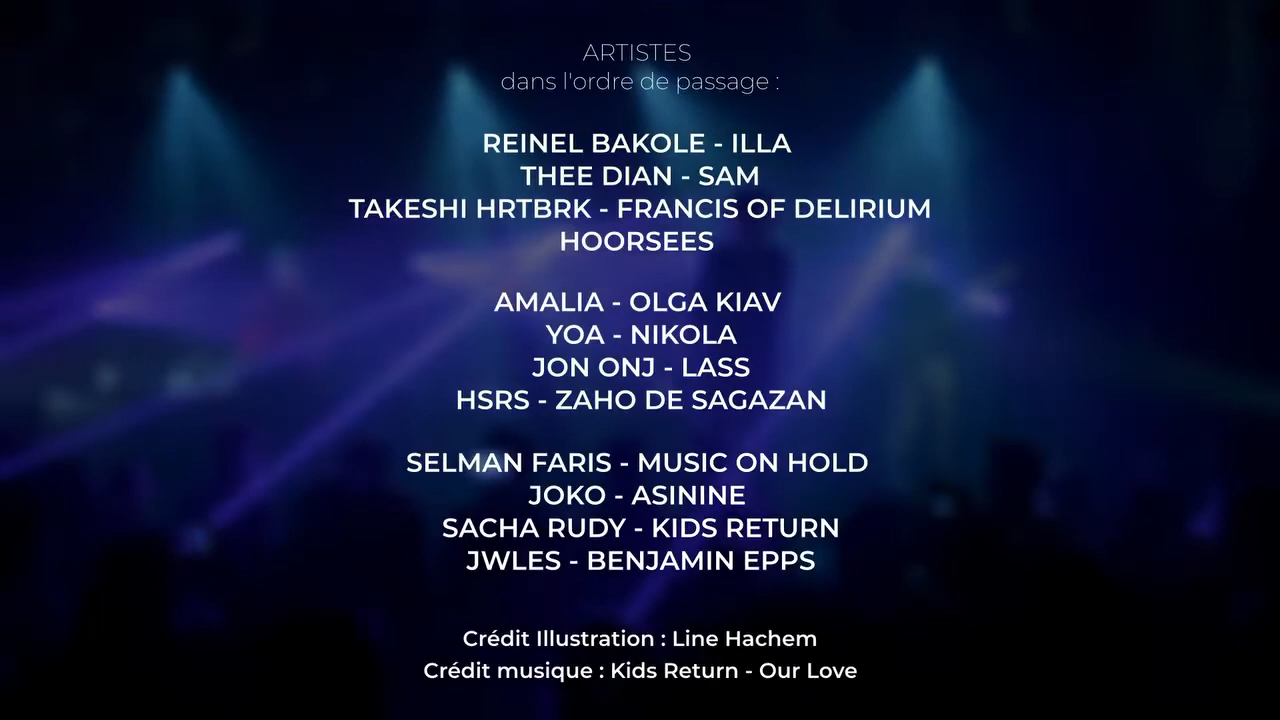 ARTISTES
dans l'ordre de passage :
REINEL BAKOLE - ILLA
THEE DIAN - SAM
TAKESHI HRTBRK - FRANCIS OF DELIRIUM
HOORSEES
AMALIA - OLGA KIAV
YOA - NIKOLA
JON ONJ - LASS
HSRS - ZAHO DE SAGAZAN
SELMAN FARIS - MUSIC ON HOLD
JOKO - ASININE
SACHA RUDY - KIDS RETURN
JWLES - BENJAMIN EPPS
Crédit Illustration : Line Hachem
Crédit musique : Kids Return - Our Love